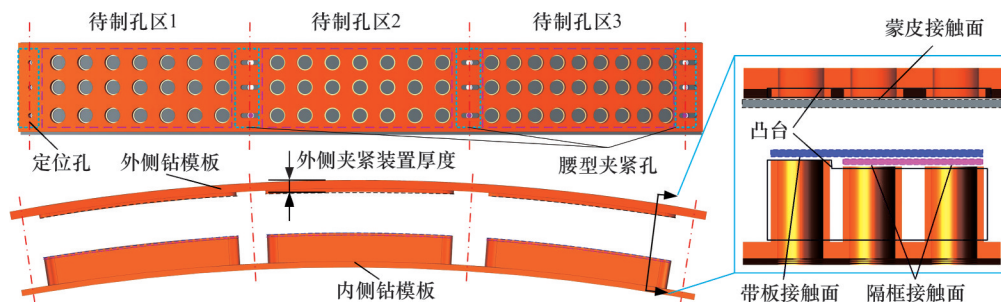 待制孔区1
待制孔区2
待制孔区3
蒙皮接触面
定位孔
外侧钻模板
外侧夹紧装置厚度
腰型夹紧孔
凸台
内侧钻模板
带板接触面
隔框接触面